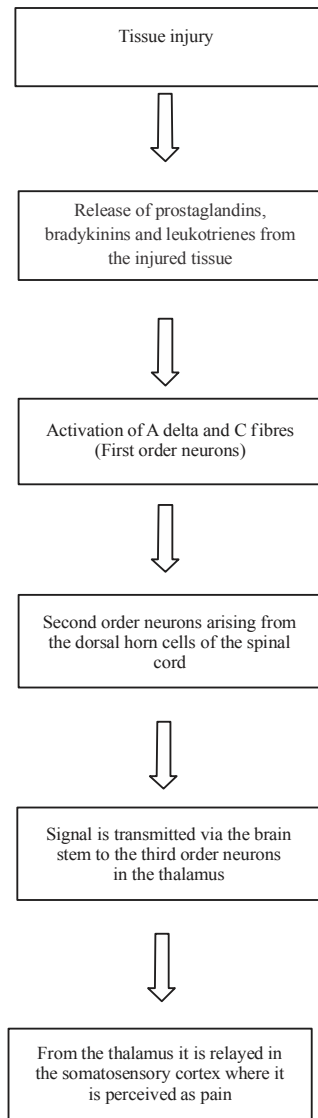 Tissue injury
Release of prostaglandins,
bradykinins and leukotrienes from
the injured tissue
Activation of A delta and C fibres
(First order neurons)
Second order neurons arising from
the dorsal horn cells of the spinal
cord
Signal is transmitted via the brain
stem to the third order neurons
in the thalamus
From the thalamus it is relayed in
the somatosensory cortex where it
is perceived as pain